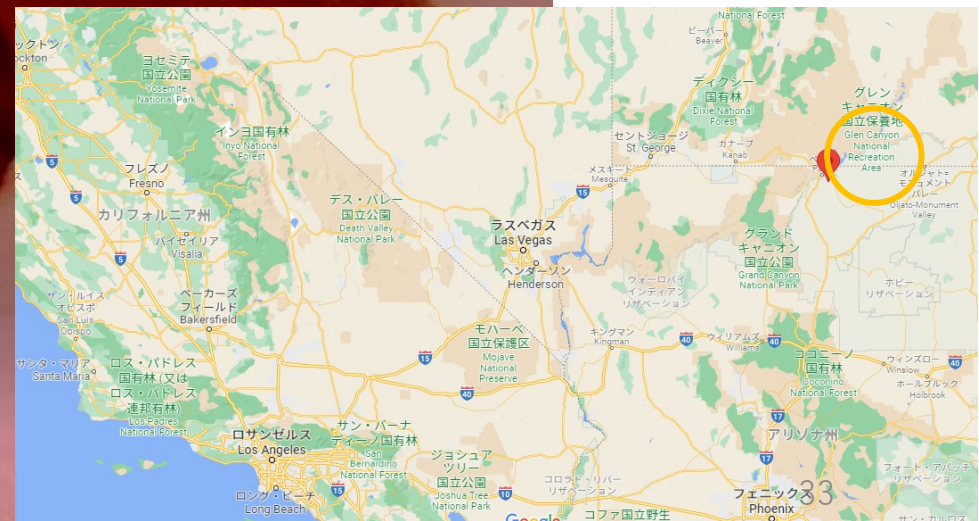 National Forest
ックトン
ockton
ヨセミテ
国立公園
Yosemite
National Park
ビーバー
Beaver
ディクシー
国有林
Dixie National
Forest
グレン
キャニオン
国立保養地
Glen Canyon
National
Recreation
Area
インヨ国有林
Inyo National
Forest
セントジョージ
St. George
カナーブ
Kanab
メスキート
Mesquite
モニュメント
バレー
Oljato-Monument
Valley
5
フレズノ
Fresno
5
15
カリフォルニア州
デス・バレー
国立公園
Death Valley
National Park
ラスベガス
Las Vegas
グランド
キャニオン
国立公園
Grand Canyon
National Park
バイセイリア
Visalia
5
ヘンダーソン
Henderson
ウォーロバイ
インディアン
リザベーション
ホピー
リザベーション
サン・ルイス
オビスポ
San Luis
Obispo
ベーカーズ
フィールド
Bakersfield
モハーベ
国立保護区
Mojave
National
Preserve
キングマン
Kingman
40
ウィリアムズ
Williams
40
15
40
サンタ・マリア
Santa Maria
ロス・パドレス
国有林(又は
ロス・パドレス
連邦有林)
Los Padres
National Forest
ココニーノ
国有林
Coconino
National Forest
ウィンズロー
Winslow
40
ホールブルック
Holbrook
17
ロサンゼルス
Los Angeles
サン・バーナ
ディーノ国有林
San
Bernardino
National Forest
アリゾナ州
ジョシュア
ツリー
国立公園
Joshua Tree
National Park
17
コロラド・リバー
リザベーション
フォート・アパッチ
リザベーション
ロング・ビーチ
Long Beach
15
10
フェニックス
Phoenix
33
Google
コファ国立野生
サン・カルロス